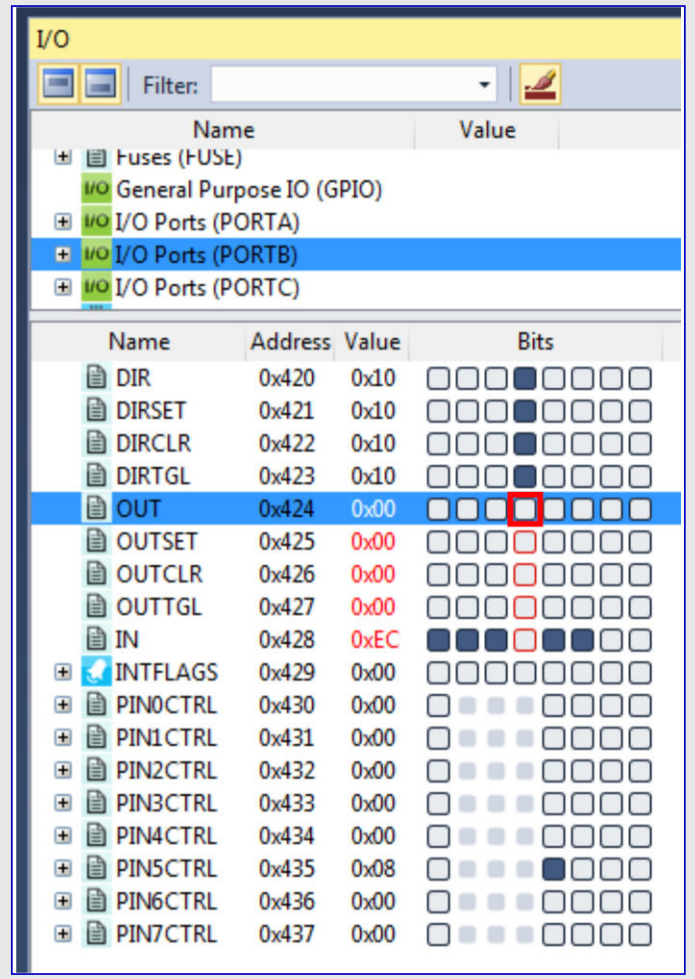 I/O
Filter:
Name Value
Fuses (FUSE)
I/O General Purpose IO (GPIO)
I/O I/O Ports (PORTA)
I/O I/O Ports (PORTB)
I/O I/O Ports (PORTC)
Name Address Value Bits
DIR 0x420 0x10
DIRSET 0x421 0x10
DIRCLR 0x422 0x10
DIRTGL 0x423 0x10
OUT 0x424 0x00
OUTSET 0x425 0x00
OUTCLR 0x426 0x00
OUTTGL 0x427 0x00
IN 0x428 0xEC
INTFLAGS 0x429 0x00
PIN0CTRL 0x430 0x00
PIN1CTRL 0x431 0x00
PIN2CTRL 0x432 0x00
PIN3CTRL 0x433 0x00
PIN4CTRL 0x434 0x00
PIN5CTRL 0x435 0x08
PIN6CTRL 0x436 0x00
PIN7CTRL 0x437 0x00